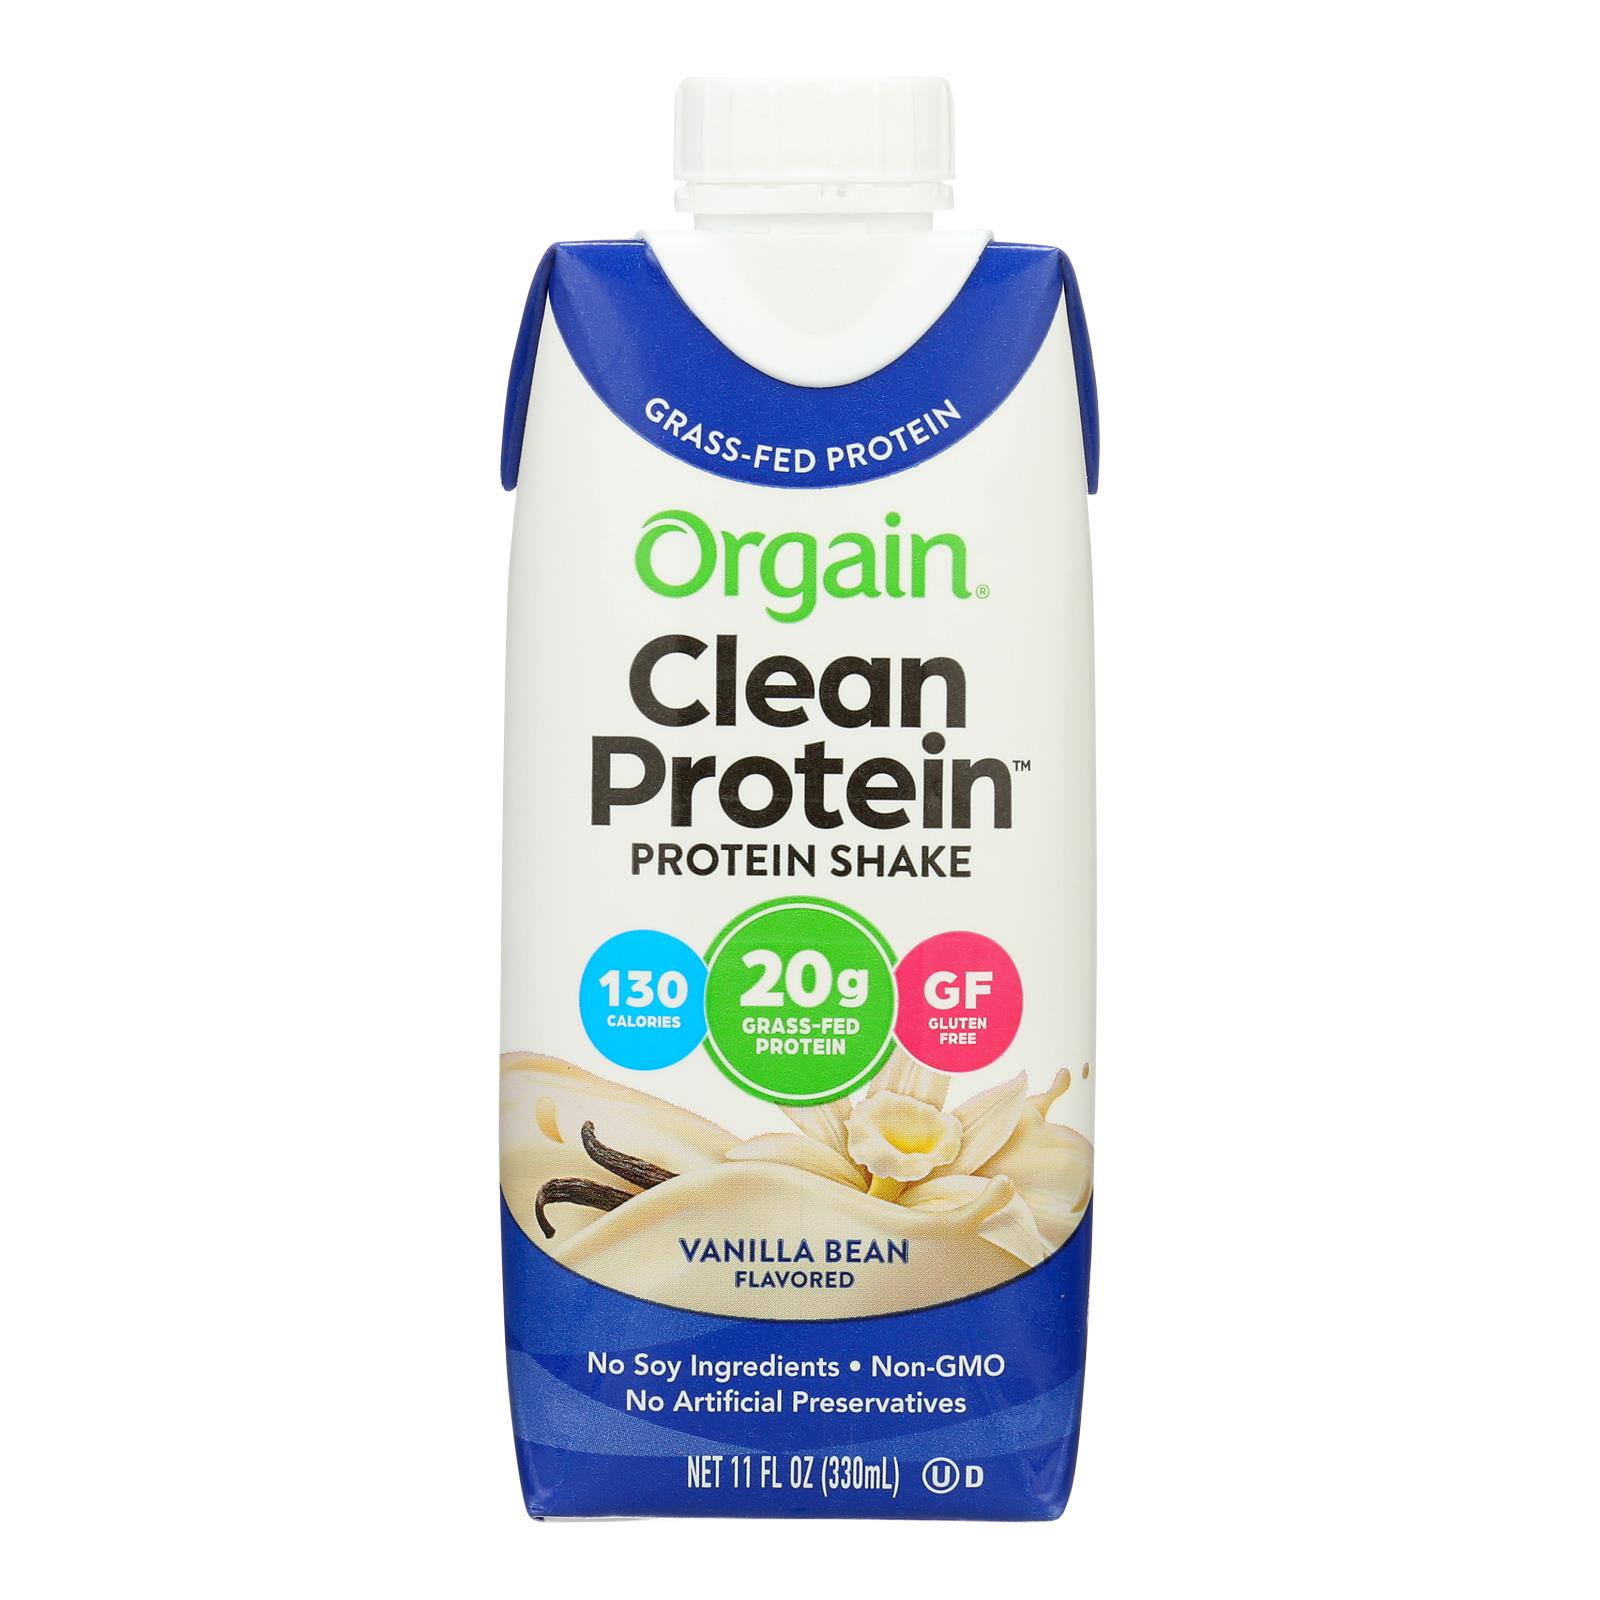 GRASS-FED PROTEIN
Orgain®
Clean
Protein™
PROTEIN SHAKE
130
CALORIES
20g
GRASS-FED
PROTEIN
GF
GLUTEN
FREE
VANILLA BEAN
FLAVORED
No Soy Ingredients • Non-GMO
No Artificial Preservatives
NET 11 FL OZ (330mL) U D